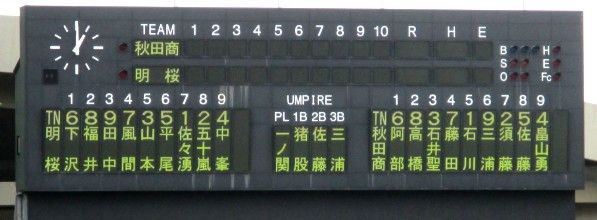 TEAM 1 2 3 4 5 6 7 8 9 10 R H E
秋田商
明桜
B H
S E
O Fc
1 2 3 4 5 6 7 8 9
TN 6 8 9 1 3 5 7 2 4
明桜
下沢
福井
田中
風間
山本
平尾
佐々湧
五十嵐
中峯
UMPIRE
PL 1B 2B 3B
一ノ関
猪股
佐藤
三浦
1 2 3 4 5 6 7 8 9
TN 6 8 3 5 1 9 7 2 4
秋田商
阿部
高橋
石井聖
藤田
石川
三浦
須藤
佐藤
畠山勇